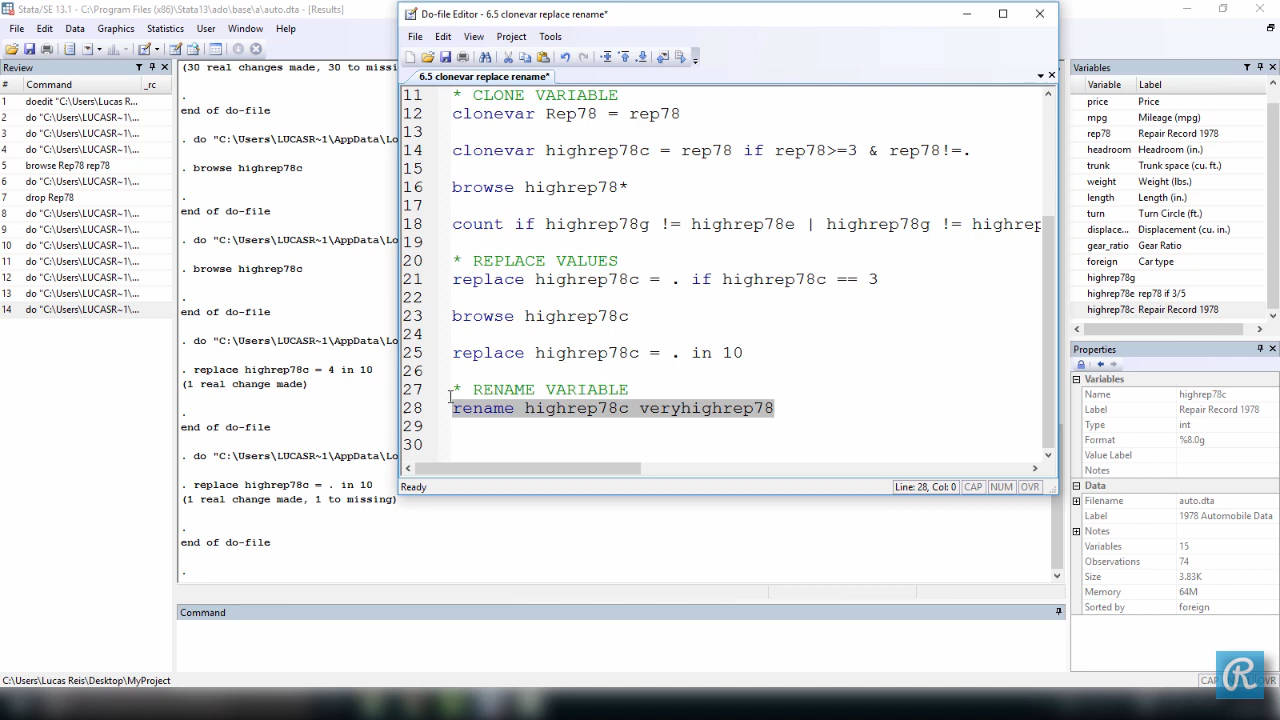 Stata/SE 13.1 - C:\Program Files (x86)\Stata13\ado\base\a\auto.dta - [Results]
File Edit Data Graphics Statistics User Window Help
Review
# Command _rc
1 doedit "C:\Users\Lucas R...
2 do "C:\Users\LUCASR~1\...
3 do "C:\Users\LUCASR~1\...
4 do "C:\Users\LUCASR~1\...
5 browse Rep78 rep78
6 do "C:\Users\LUCASR~1\...
7 drop Rep78
8 do "C:\Users\LUCASR~1\...
9 do "C:\Users\LUCASR~1\...
10 do "C:\Users\LUCASR~1\...
11 do "C:\Users\LUCASR~1\...
12 do "C:\Users\LUCASR~1\...
13 do "C:\Users\LUCASR~1\...
14 do "C:\Users\LUCASR~1\...
(30 real changes made, 30 to missi
.
end of do-file
. do "C:\Users\LUCASR~1\AppData\Lo
. browse highrep78c
.
end of do-file
. do "C:\Users\LUCASR~1\AppData\Lo
. browse highrep78c
.
end of do-file
. do "C:\Users\LUCASR~1\AppData\Lo
. replace highrep78c = 4 in 10
(1 real change made)
.
end of do-file
. do "C:\Users\LUCASR~1\AppData\Lo
. replace highrep78c = . in 10
(1 real change made, 1 to missing)
.
end of do-file
.
Command
C:\Users\Lucas Reis\Desktop\MyProject
Do-file Editor - 6.5 clonevar replace rename*
File Edit View Project Tools
6.5 clonevar replace rename*
11 * CLONE VARIABLE
12 clonevar Rep78 = rep78
13
14 clonevar highrep78c = rep78 if rep78>=3 & rep78!=.
15
16 browse highrep78*
17
18 count if highrep78g != highrep78e | highrep78g != highrep
19
20 * REPLACE VALUES
21 replace highrep78c = . if highrep78c == 3
22
23 browse highrep78c
24
25 replace highrep78c = . in 10
26
27 * RENAME VARIABLE
28 rename highrep78c veryhighrep78
29
30
Ready Line: 28, Col: 0 CAP NUM OVR
Variables
Variable Label
price Price
mpg Mileage (mpg)
rep78 Repair Record 1978
headroom Headroom (in.)
trunk Trunk space (cu. ft.)
weight Weight (lbs.)
length Length (in.)
turn Turn Circle (ft.)
displace... Displacement (cu. in.)
gear_ratio Gear Ratio
foreign Car type
highrep78g
highrep78e rep78 if 3/5
highrep78c Repair Record 1978
Properties
Variables
Name highrep78c
Label Repair Record 1978
Type int
Format %8.0g
Value Label
Notes
Data
Filename auto.dta
Label 1978 Automobile Data
Notes
Variables 15
Observations 74
Size 3.83K
Memory 64M
Sorted by foreign
R